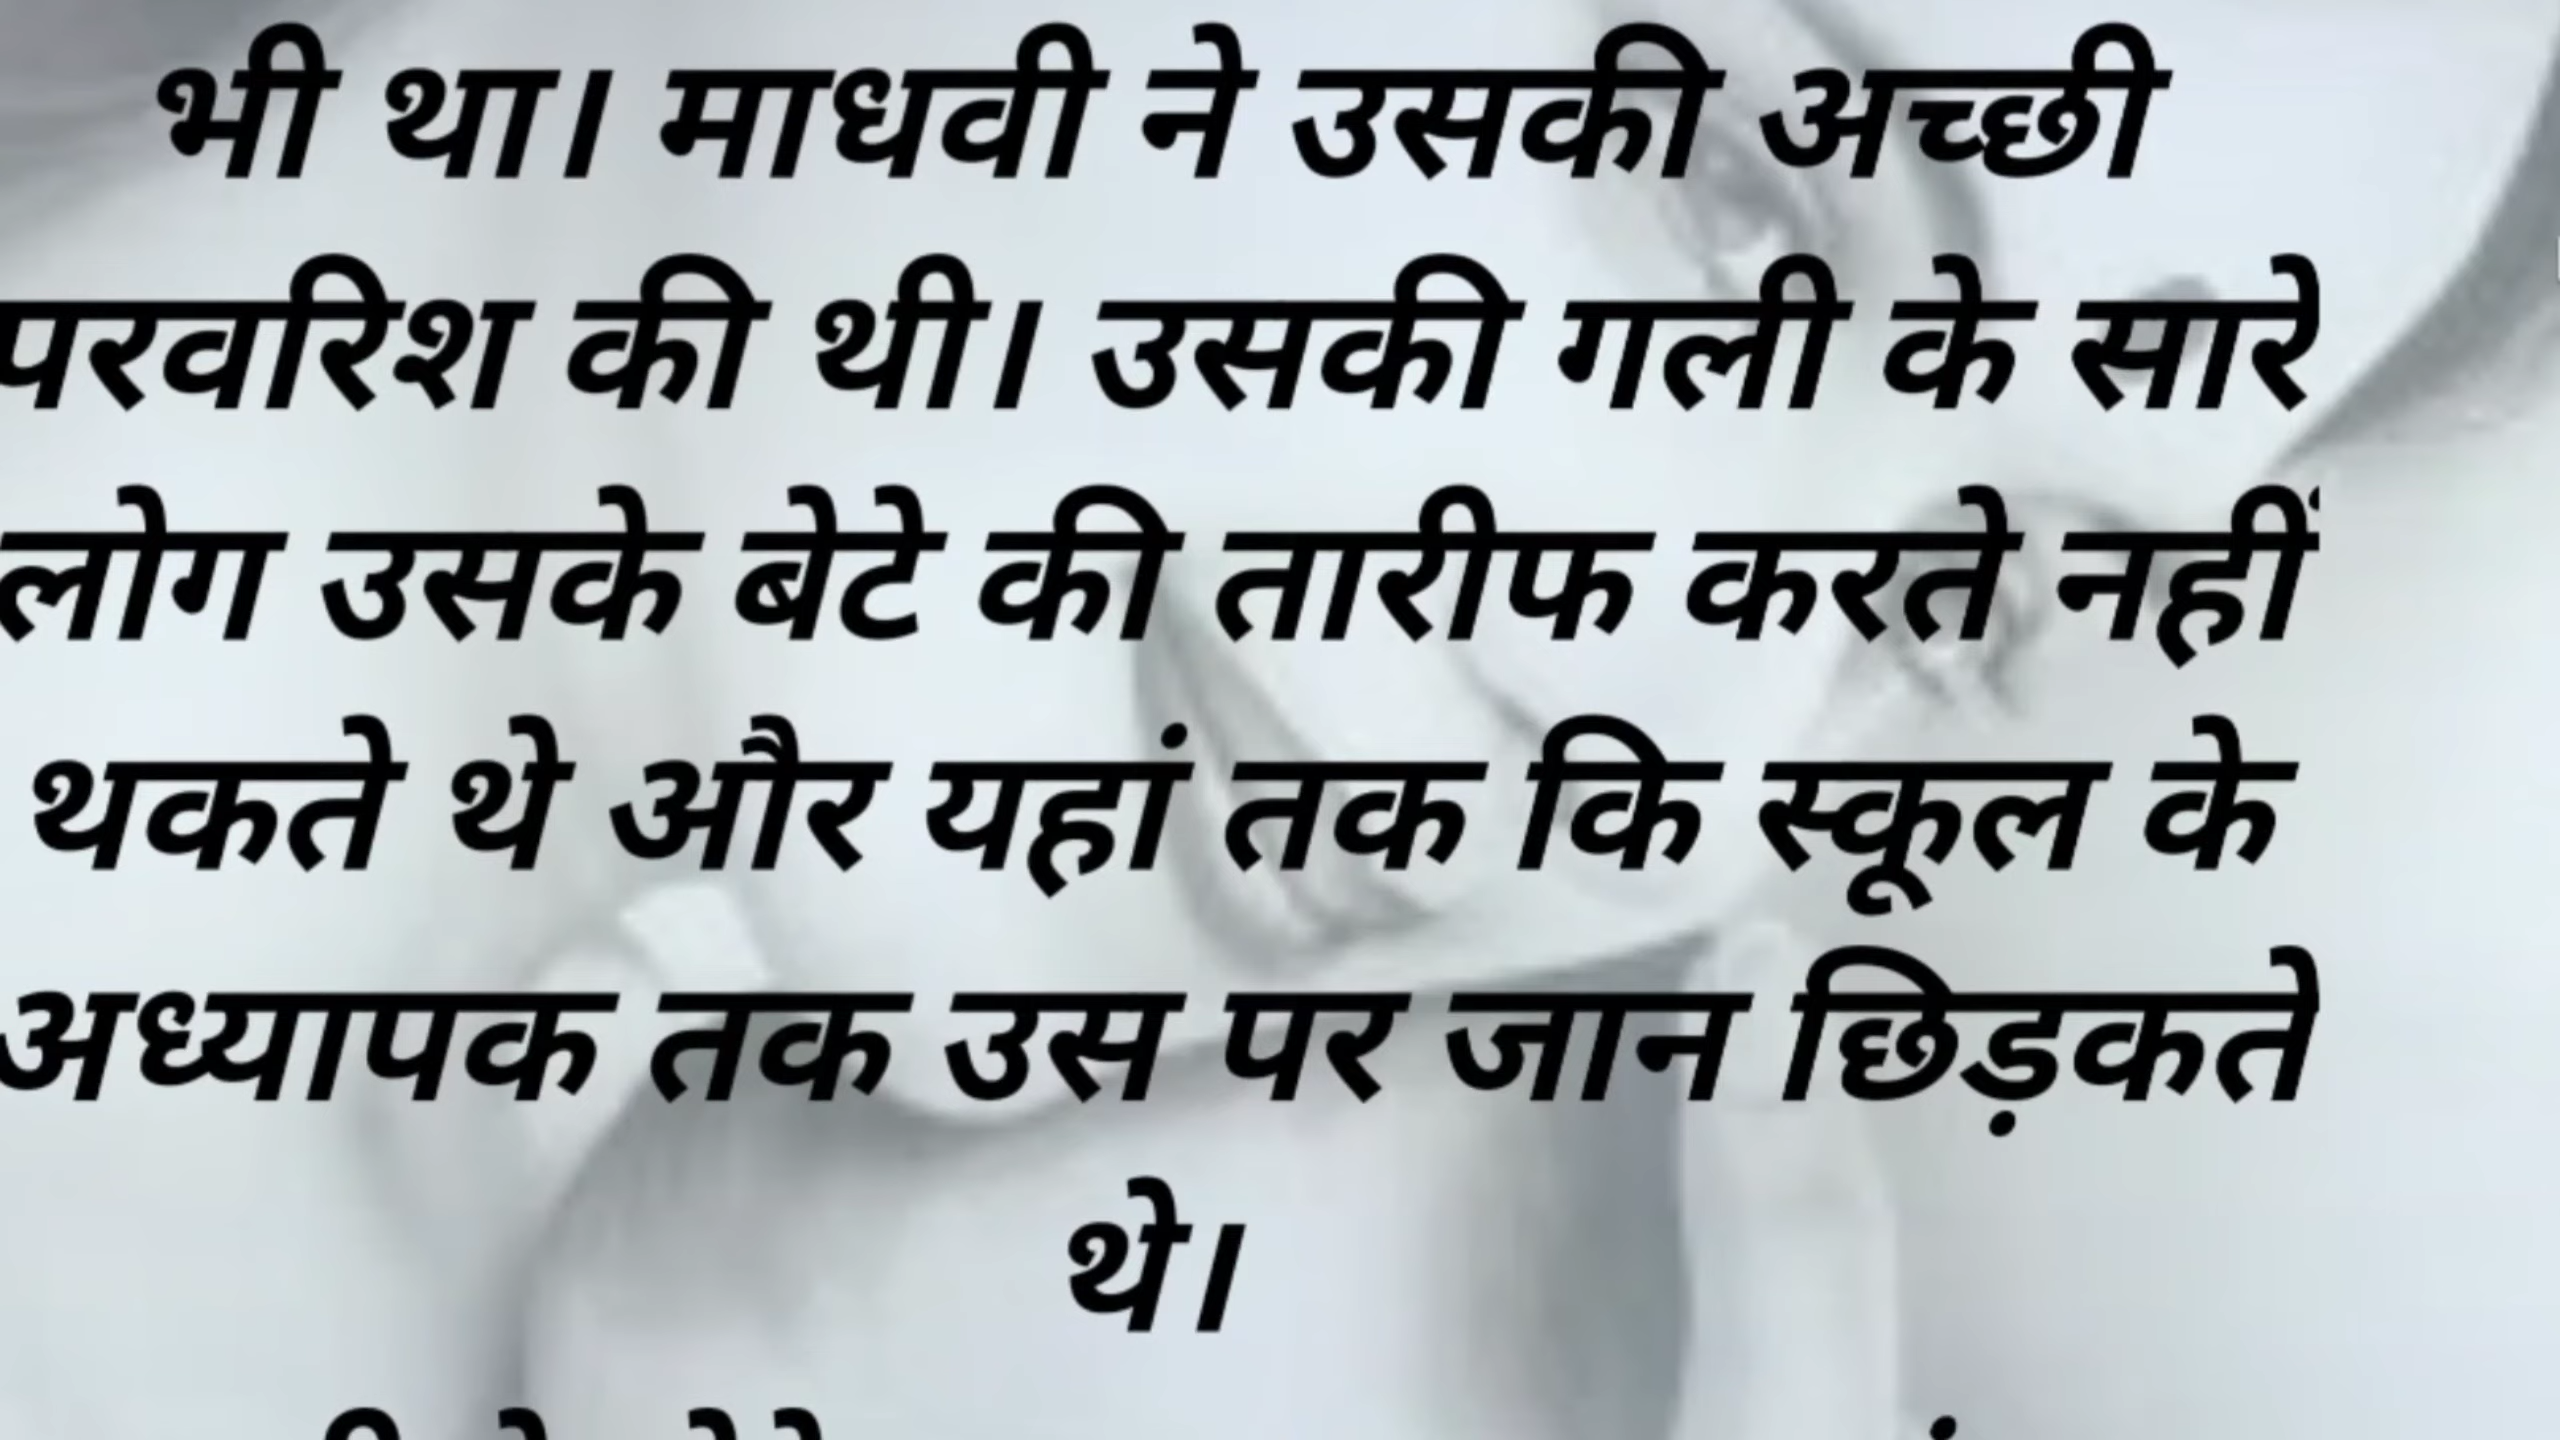 भी था। माधवी ने उसकी अच्छी
परवरिश की थी। उसकी गली के सारे
लोग उसके बेटे की तारीफ करते नहीं
थकते थे और यहां तक कि स्कूल के
अध्यापक तक उस पर जान छिड़कते
थे।